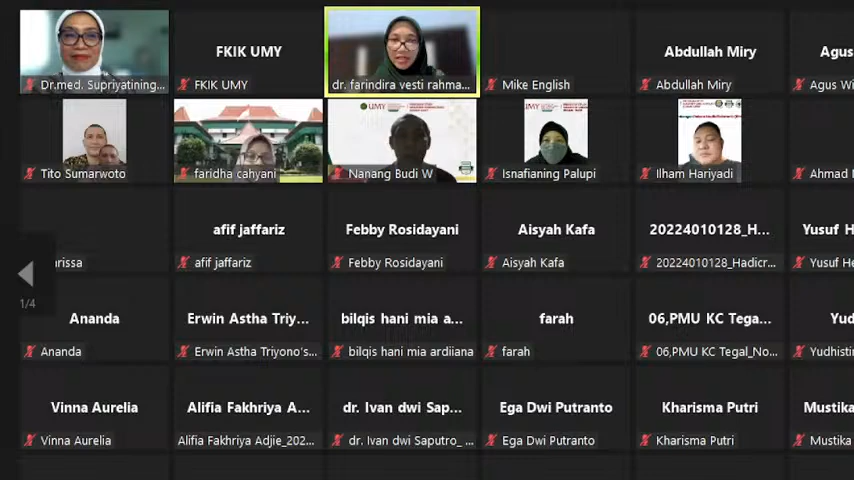 FKIK UMY
Abdullah Miry
Agus
Dr.med. Supriyatining...
FKIK UMY
dr. farindira vesti rahma...
Mike English
Abdullah Miry
Agus Wi
UMY
UMY
Tito Sumarwoto
faridha cahyani
Nanang Budi W
Isnafianing Palupi
Ilham Hariyadi
Ahmad
afif jaffariz
Febby Rosidayani
Aisyah Kafa
20224010128_H...
Yusuf H
rissa
afif jaffariz
Febby Rosidayani
Aisyah Kafa
20224010128_Hadicr...
Yusuf He
1/4
Ananda
Erwin Astha Triy...
bilqis hani mia a...
farah
06,PMU KC Tega...
Yud
Ananda
Erwin Astha Triyono's...
bilqis hani mia ardiiana
farah
06,PMU KC Tegal_No...
Yudhistir
Vinna Aurelia
Alifia Fakhriya A...
dr. Ivan dwi Sap...
Ega Dwi Putranto
Kharisma Putri
Mustika
Vinna Aurelia
Alifia Fakhriya Adjie_202...
dr. Ivan dwi Saputro_ ...
Ega Dwi Putranto
Kharisma Putri
Mustika